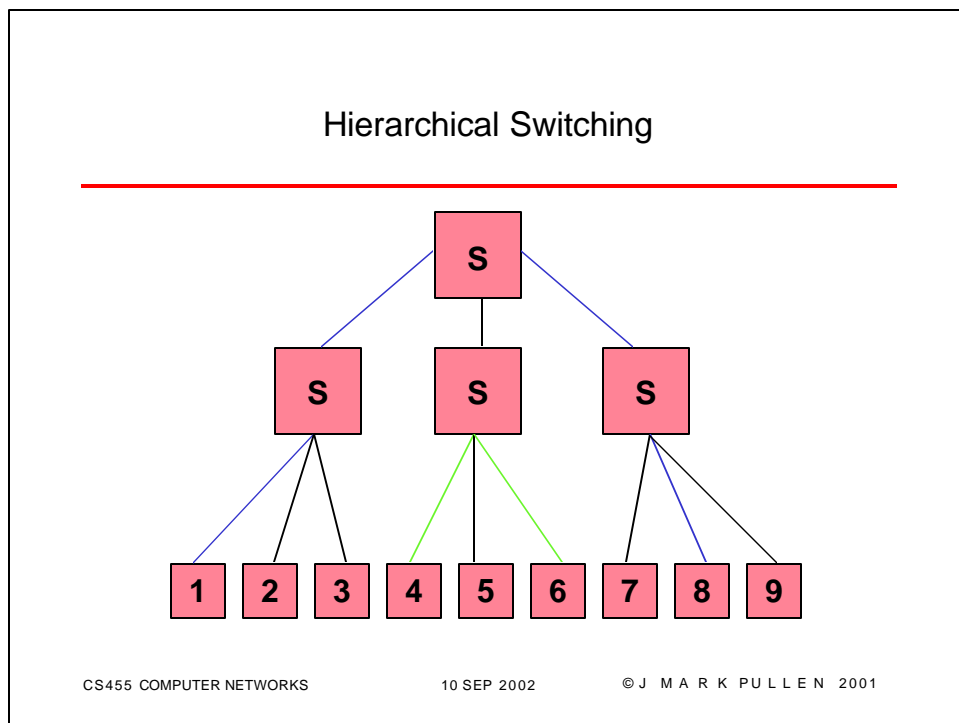 Hierarchical Switching
S
S S S
1 2 3 4 5 6 7 8 9
CS455 COMPUTER NETWORKS 10 SEP 2002 © J MARK PULLEN 2001